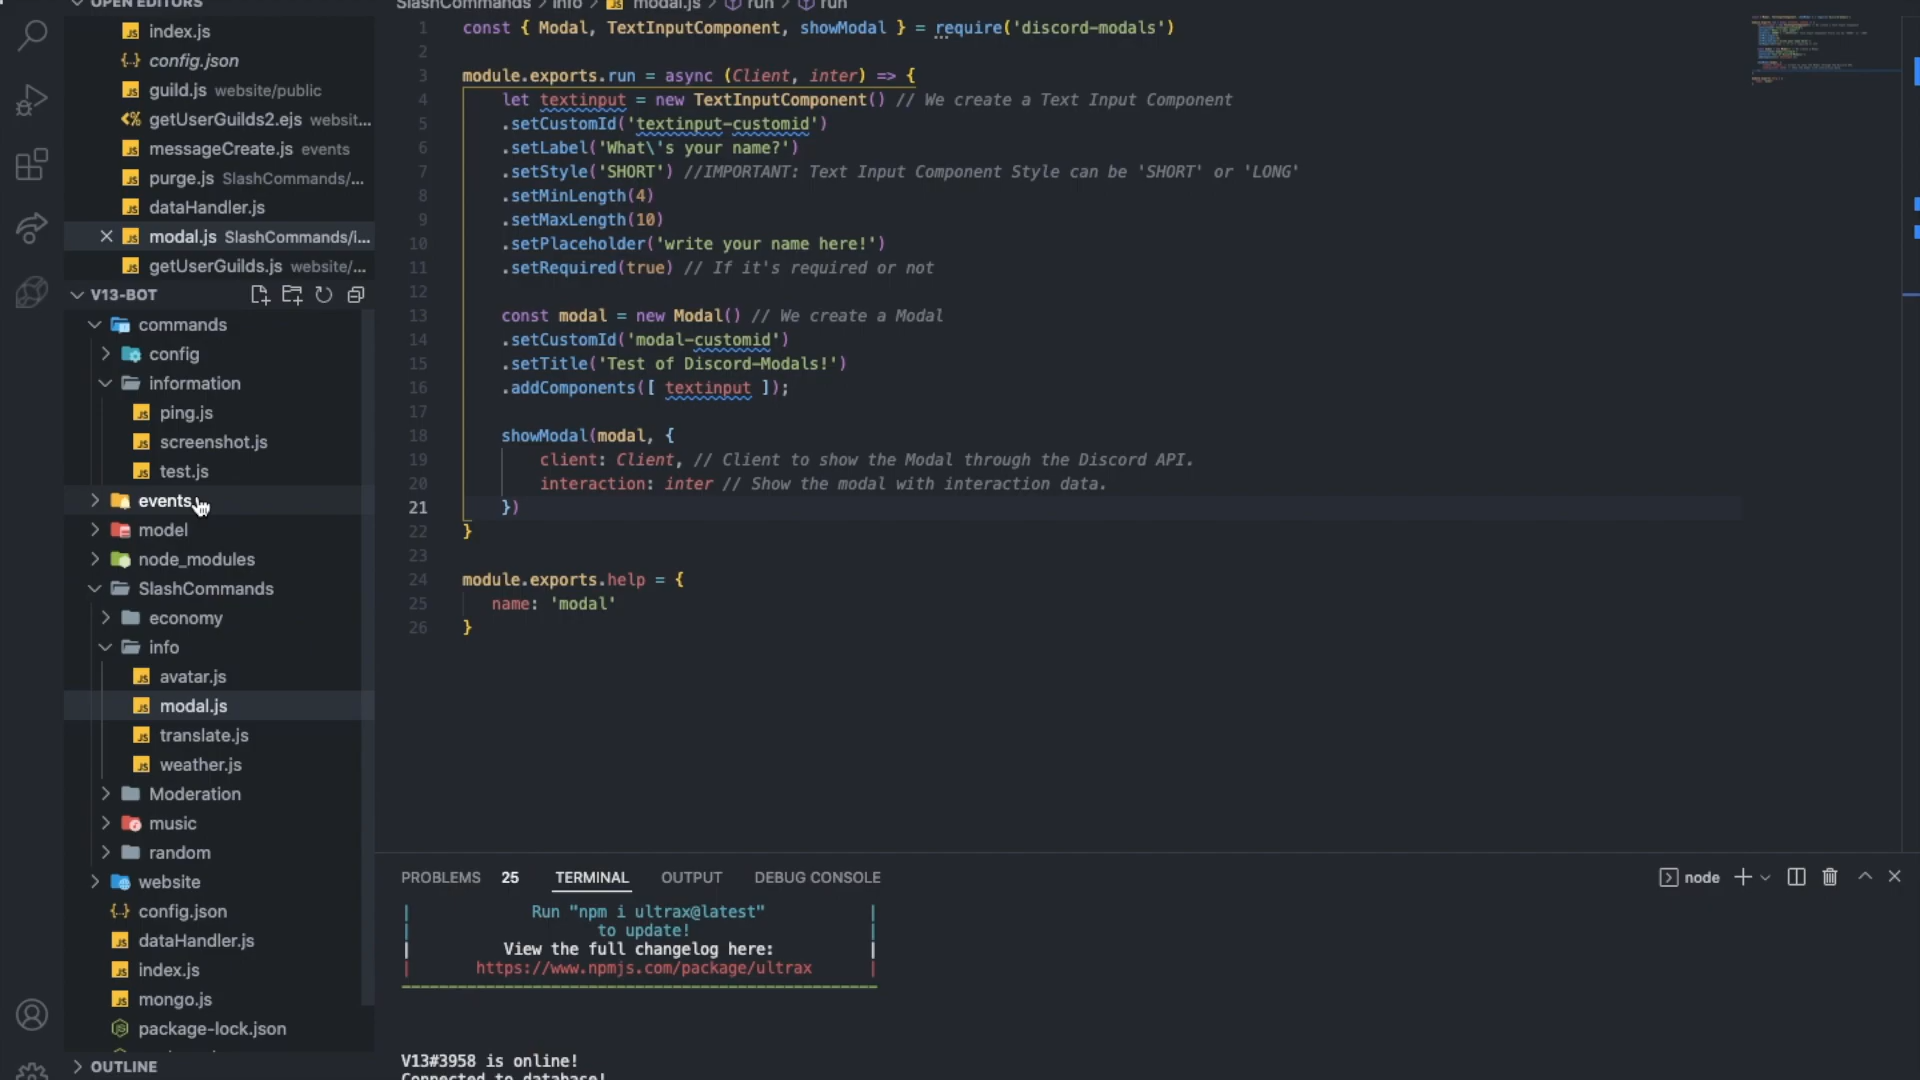 OPEN EDITORS
index.js
config.json
guild.js website/public
getUserGuilds2.ejs websit...
messageCreate.js events
purge.js SlashCommands/...
dataHandler.js
modal.js SlashCommands/i...
getUserGuilds.js website/...
V13-BOT
commands
config
information
ping.js
screenshot.js
test.js
events
model
node_modules
SlashCommands
economy
info
avatar.js
modal.js
translate.js
weather.js
Moderation
music
random
website
config.json
dataHandler.js
index.js
mongo.js
package-lock.json
OUTLINE
SlashCommands > info > modal.js > run > run
1 const { Modal, TextInputComponent, showModal } = require('discord-modals')
2
3 module.exports.run = async (Client, inter) => {
4 let textinput = new TextInputComponent() // We create a Text Input Component
5 .setCustomId('textinput-customid')
6 .setLabel('What\'s your name?')
7 .setStyle('SHORT') //IMPORTANT: Text Input Component Style can be 'SHORT' or 'LONG'
8 .setMinLength(4)
9 .setMaxLength(10)
10 .setPlaceholder('write your name here!')
11 .setRequired(true) // If it's required or not
12
13 const modal = new Modal() // We create a Modal
14 .setCustomId('modal-customid')
15 .setTitle('Test of Discord-Modals!')
16 .addComponents([ textinput ]);
17
18 showModal(modal, {
19 client: Client, // Client to show the Modal through the Discord API.
20 interaction: inter // Show the modal with interaction data.
21 })
22 }
23
24 module.exports.help = {
25 name: 'modal'
26 }
PROBLEMS 25 TERMINAL OUTPUT DEBUG CONSOLE node
| Run "npm i ultrax@latest" |
| to update! |
| View the full changelog here: |
| https://www.npmjs.com/package/ultrax |
V13#3958 is online!
Connected to database!